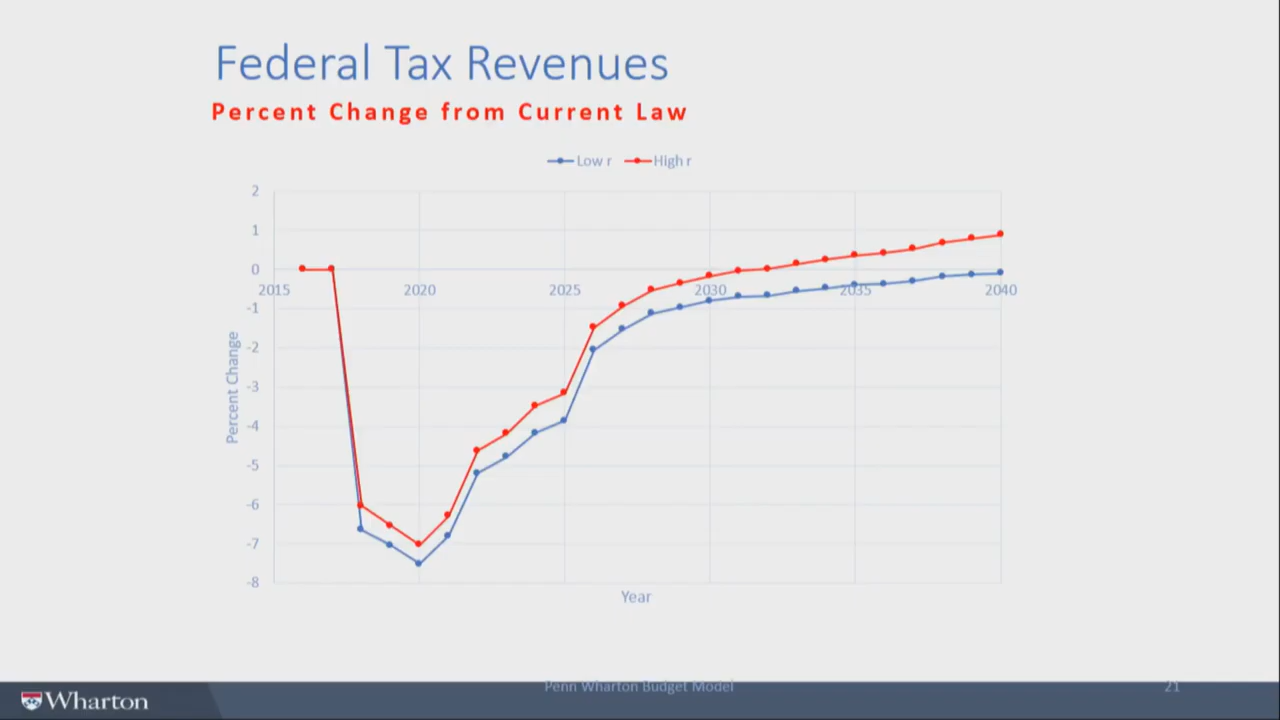 Federal Tax Revenues
Percent Change from Current Law
Low r High r
2
1
0
2015 2020 2025 2030 2035 2040
-1
-2
-3
-4
-5
-6
-7
-8
Percent Change
Year
Penn Wharton Budget Model 21
Wharton